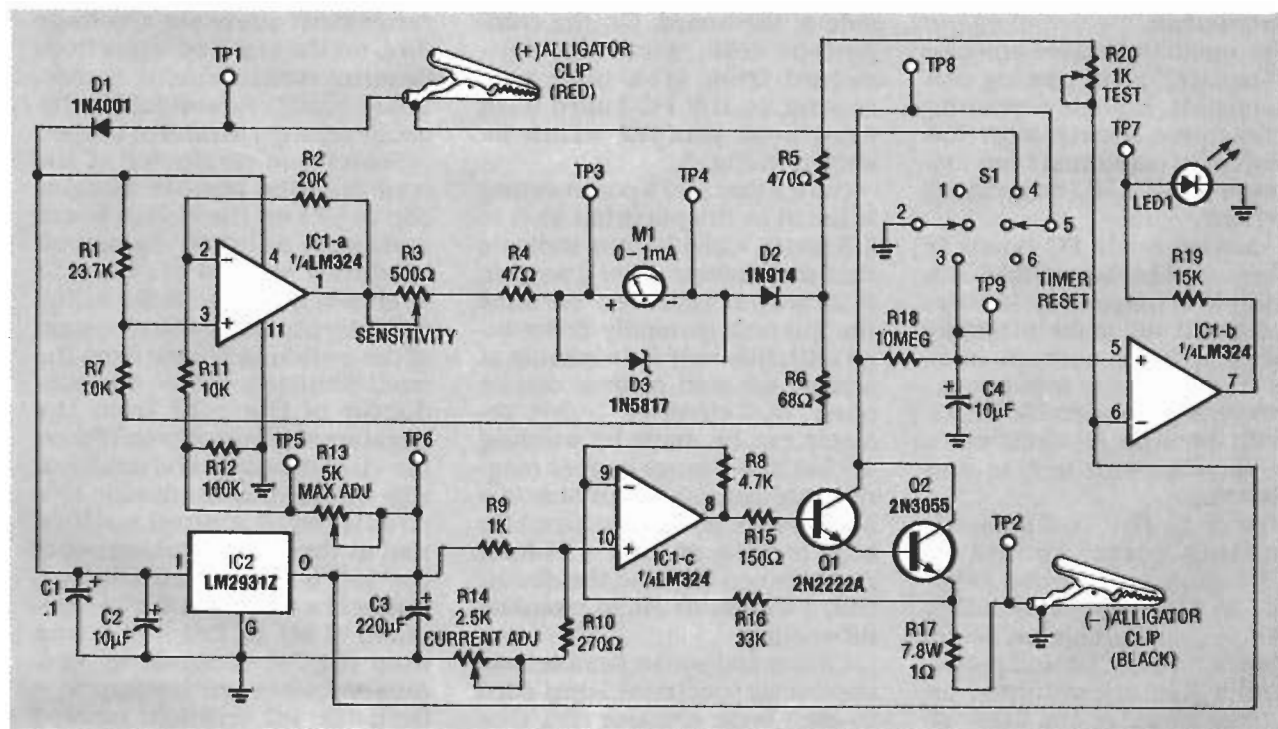 TP1
(+)ALLIGATOR
CLIP
(RED)
D1
1N4001
TP8
R20
1K
TEST
TP7
LED1
R2
20K
R1
23.7K
2
4
IC1-a
¼LM324
1
3
11
R3
500Ω
SENSITIVITY
R4
47Ω
TP3
TP4
M1
0–1mA
+
-
D2
1N914
D3
1N5817
R5
470Ω
R6
68Ω
S1
1
4
2
5
3
6
TIMER
RESET
TP9
R18
10MEG
C4
10µF
+
R19
15K
IC1-b
¼LM324
5
+
6
-
7
R7
10K
R11
10K
R12
100K
TP5
R13
5K
MAX ADJ
TP6
R9
1K
9
-
10
+
8
IC1-c
¼LM324
R8
4.7K
R15
150Ω
Q1
2N2222A
Q2
2N3055
TP2
(−)ALLIGATOR
CLIP
(BLACK)
R17
7.8W
1Ω
R16
33K
R10
270Ω
R14
2.5K
CURRENT ADJ
C3
220µF
+
I
IC2
LM2931Z
O
G
C1
.1
+
C2
10µF
+